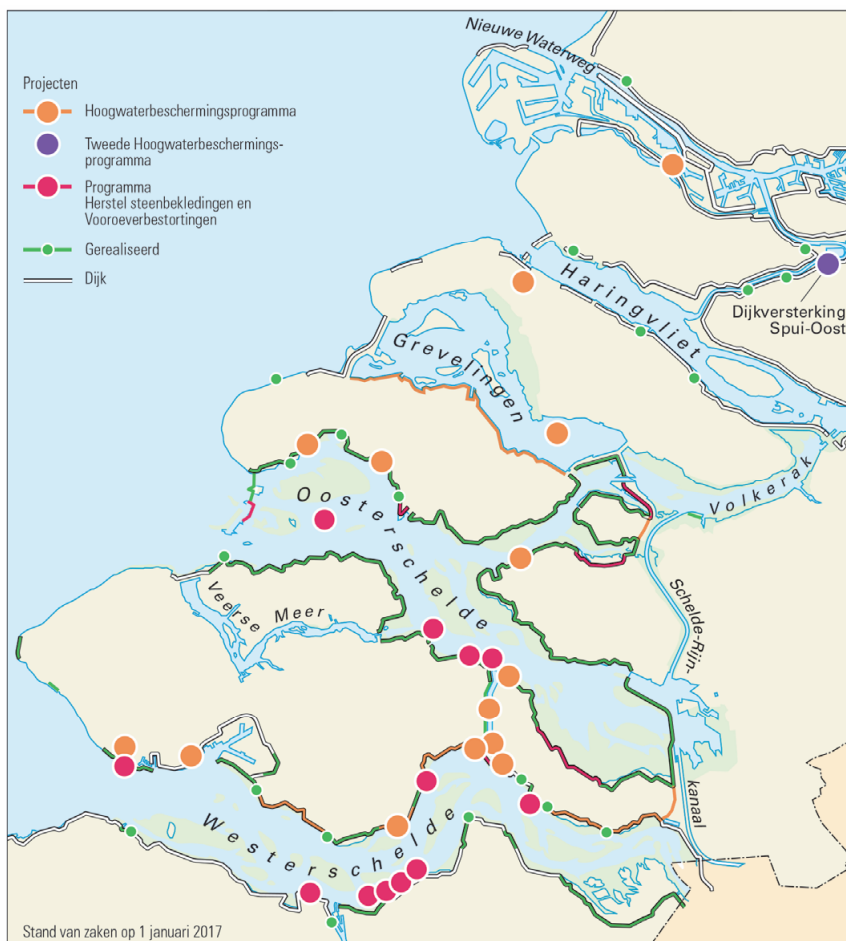 Nieuwe Waterweg
Projecten
Hoogwaterbeschermingsprogramma
Tweede Hoogwaterbeschermings-
programma
Programma
Herstel steenbekledingen en
Vooroeverbestortingen
Gerealiseerd
Dijk
Haringvliet
Dijkversterking
Spui-Oost
Grevelingen
Volkerak
Oosterschelde
Schelde-Rijn-
kanaal
Veerse Meer
Westerschelde
Stand van zaken op 1 januari 2017